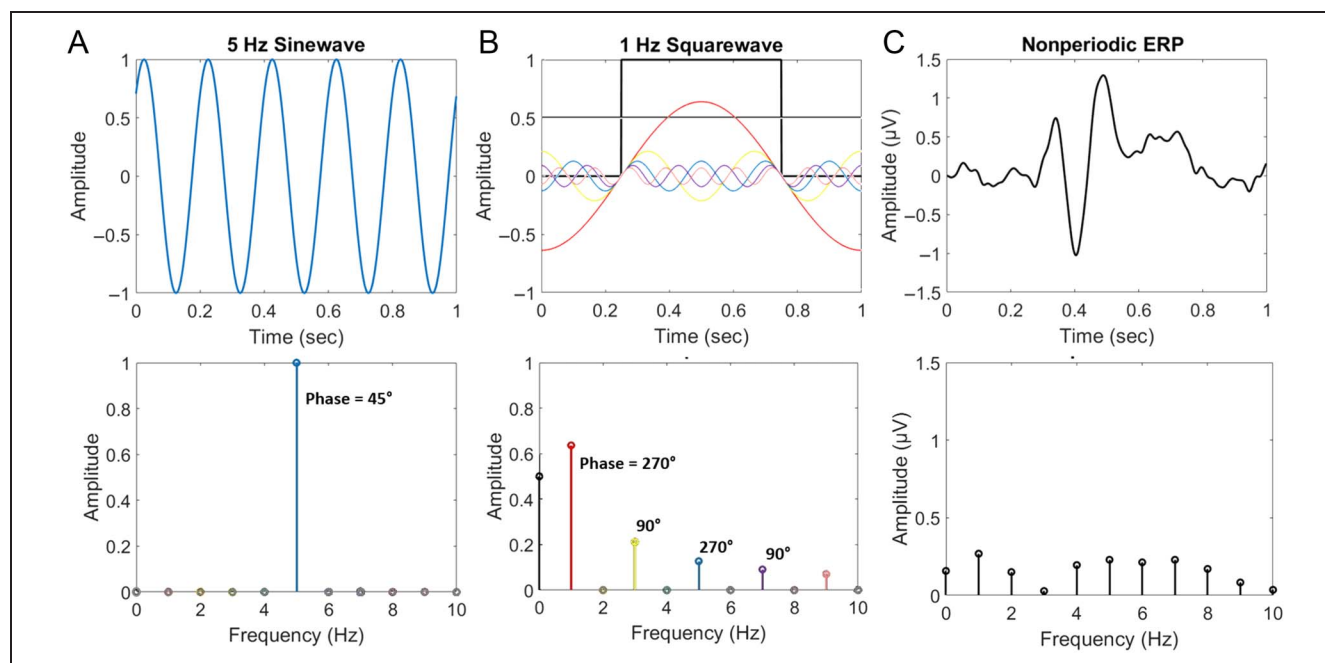 A
5 Hz Sinewave
1
0.5
0
−0.5
−1
Amplitude
0 0.2 0.4 0.6 0.8 1
Time (sec)
B
1 Hz Squarewave
1
0.5
0
−0.5
−1
Amplitude
0 0.2 0.4 0.6 0.8 1
Time (sec)
C
Nonperiodic ERP
1.5
1
0.5
0
−0.5
−1
−1.5
Amplitude (μV)
0 0.2 0.4 0.6 0.8 1
Time (sec)
1
0.8
0.6
0.4
0.2
0
Amplitude
Phase = 45°
0 2 4 6 8 10
Frequency (Hz)
1
0.8
0.6
0.4
0.2
0
Amplitude
Phase = 270°
90°
270°
90°
0 2 4 6 8 10
Frequency (Hz)
1.5
1
0.5
0
Amplitude (μV)
0 2 4 6 8 10
Frequency (Hz)